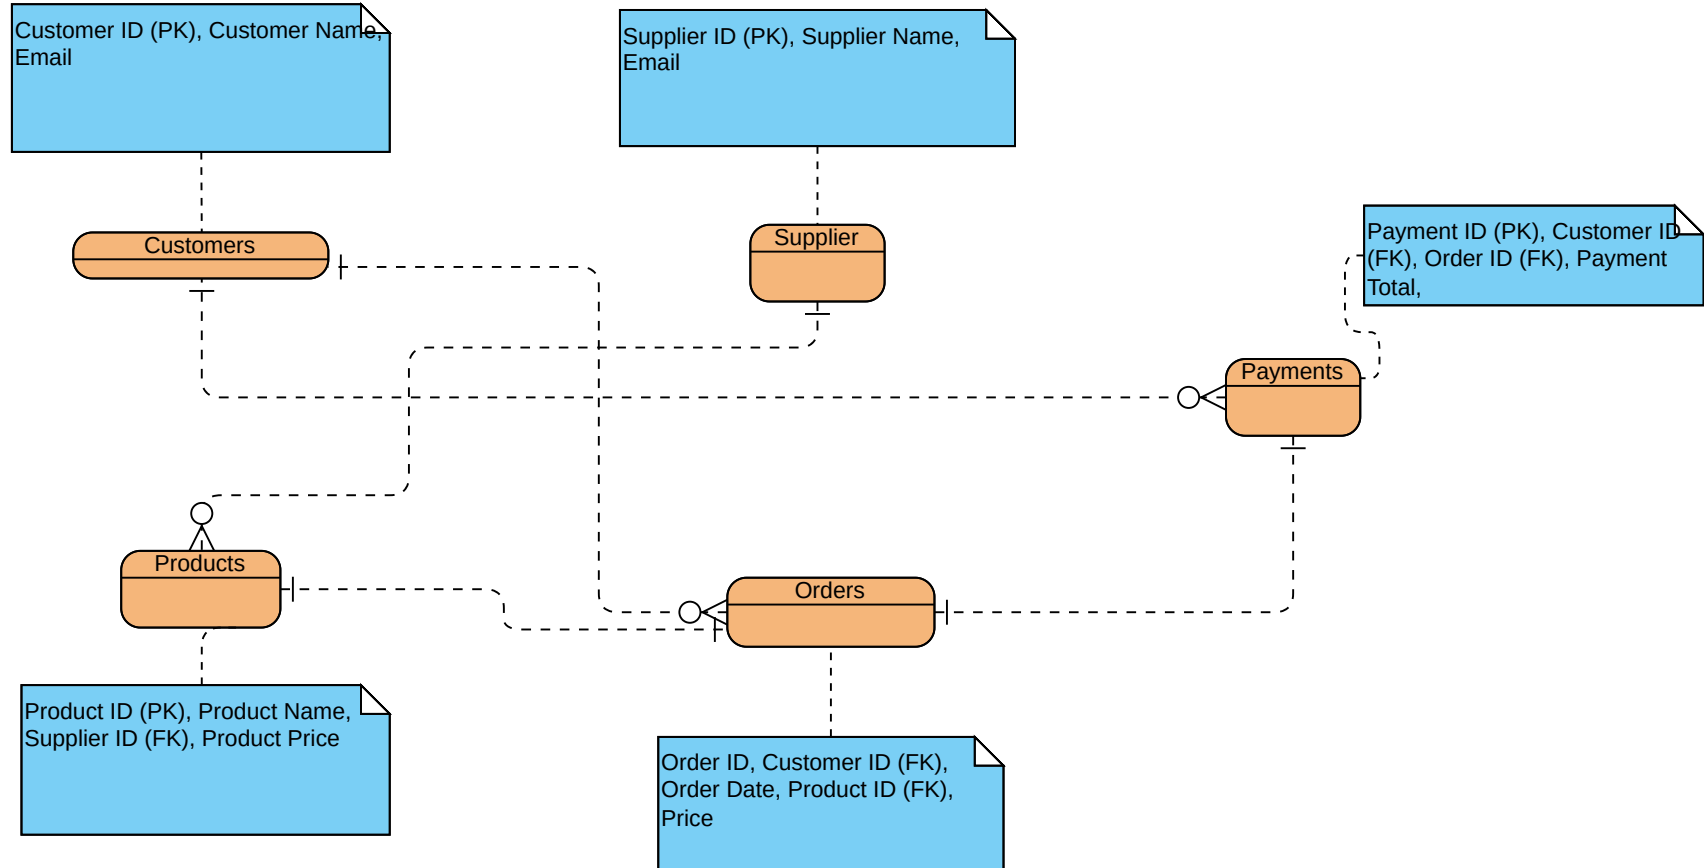 Customer ID (PK), Customer Name,
Email
Supplier ID (PK), Supplier Name,
Email
Customers
Supplier
Payment ID (PK), Customer ID
(FK), Order ID (FK), Payment
Total,
Payments
Products
Orders
Product ID (PK), Product Name,
Supplier ID (FK), Product Price
Order ID, Customer ID (FK),
Order Date, Product ID (FK),
Price